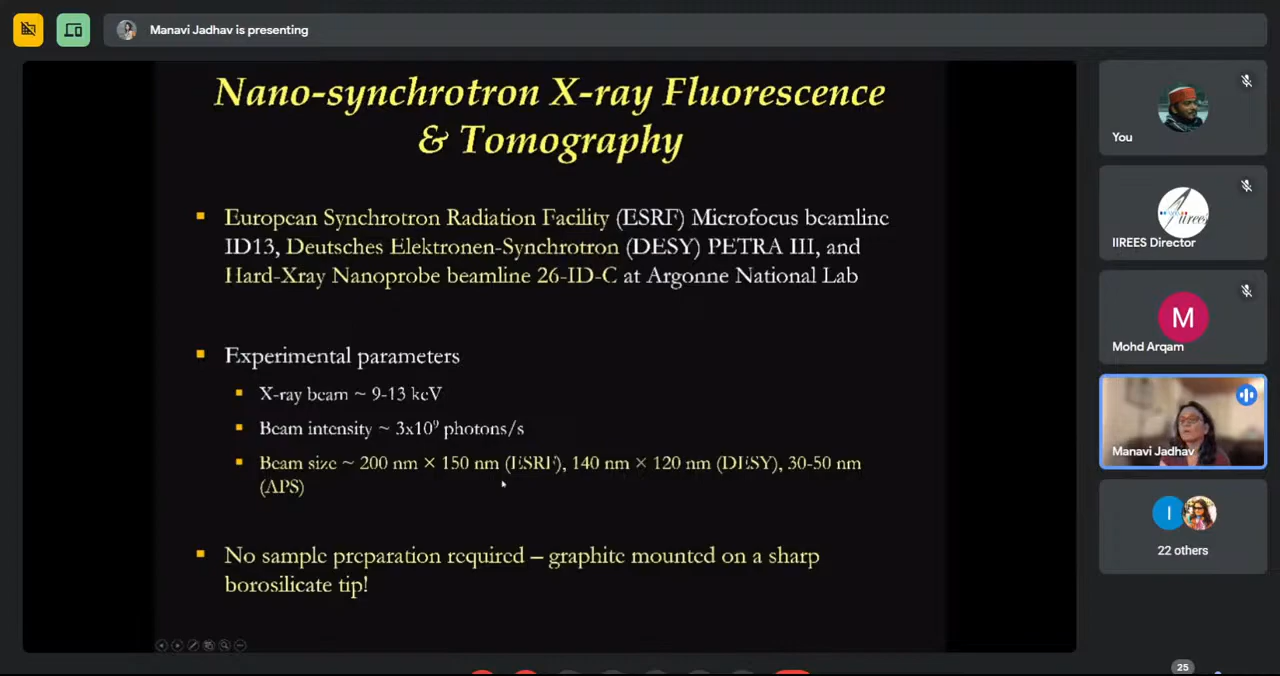 Manavi Jadhav is presenting
Nano-synchrotron X-ray Fluorescence
& Tomography
European Synchrotron Radiation Facility (ESRF) Microfocus beamline
ID13, Deutsches Elektronen-Synchrotron (DESY) PETRA III, and
Hard-Xray Nanoprobe beamline 26-ID-C at Argonne National Lab
Experimental parameters
X-ray beam ~ 9-13 keV
Beam intensity ~ 3x10⁹ photons/s
Beam size ~ 200 nm × 150 nm (ESRF), 140 nm × 120 nm (DESY), 30-50 nm
(APS)
No sample preparation required – graphite mounted on a sharp
borosilicate tip!
You
Airees
IIREES Director
M
Mohd Arqam
Manavi Jadhav
I
22 others
25